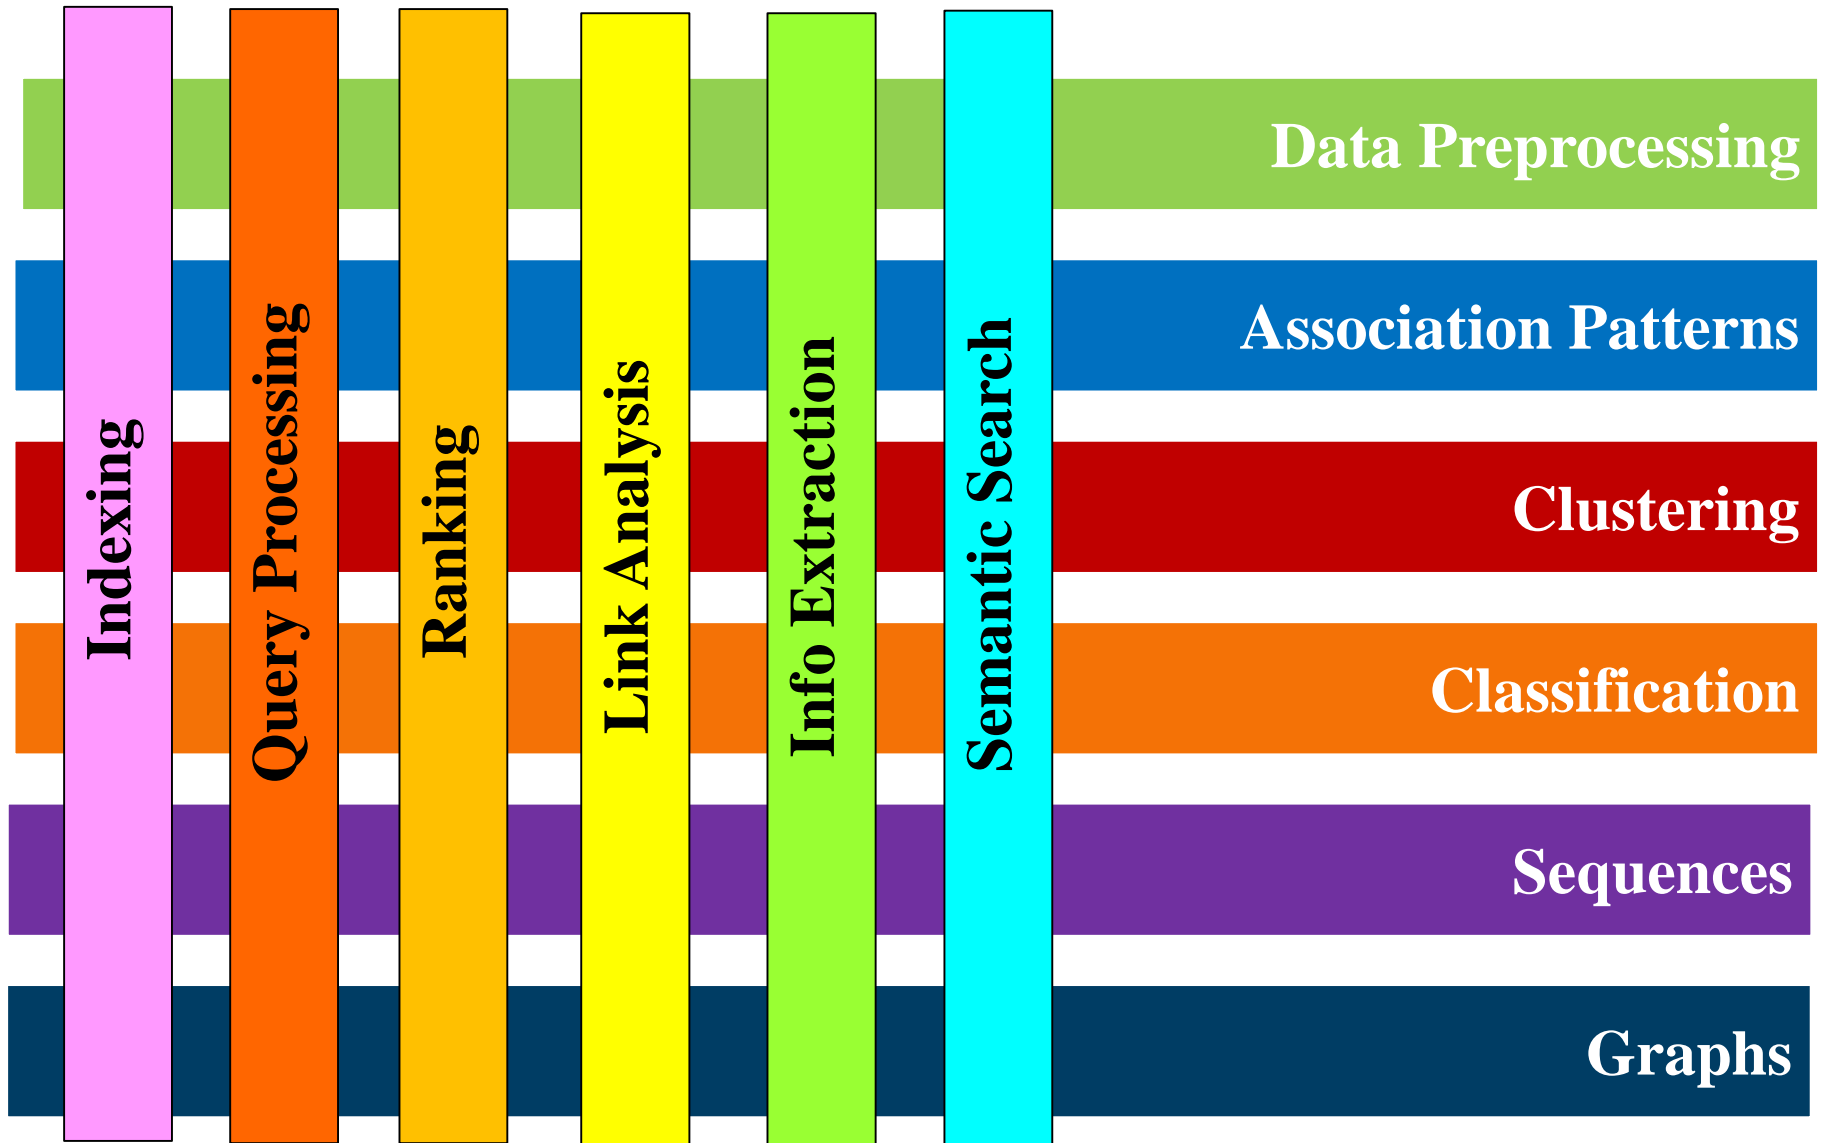 Indexing
Query Processing
Ranking
Link Analysis
Info Extraction
Semantic Search
Data Preprocessing
Association Patterns
Clustering
Classification
Sequences
Graphs